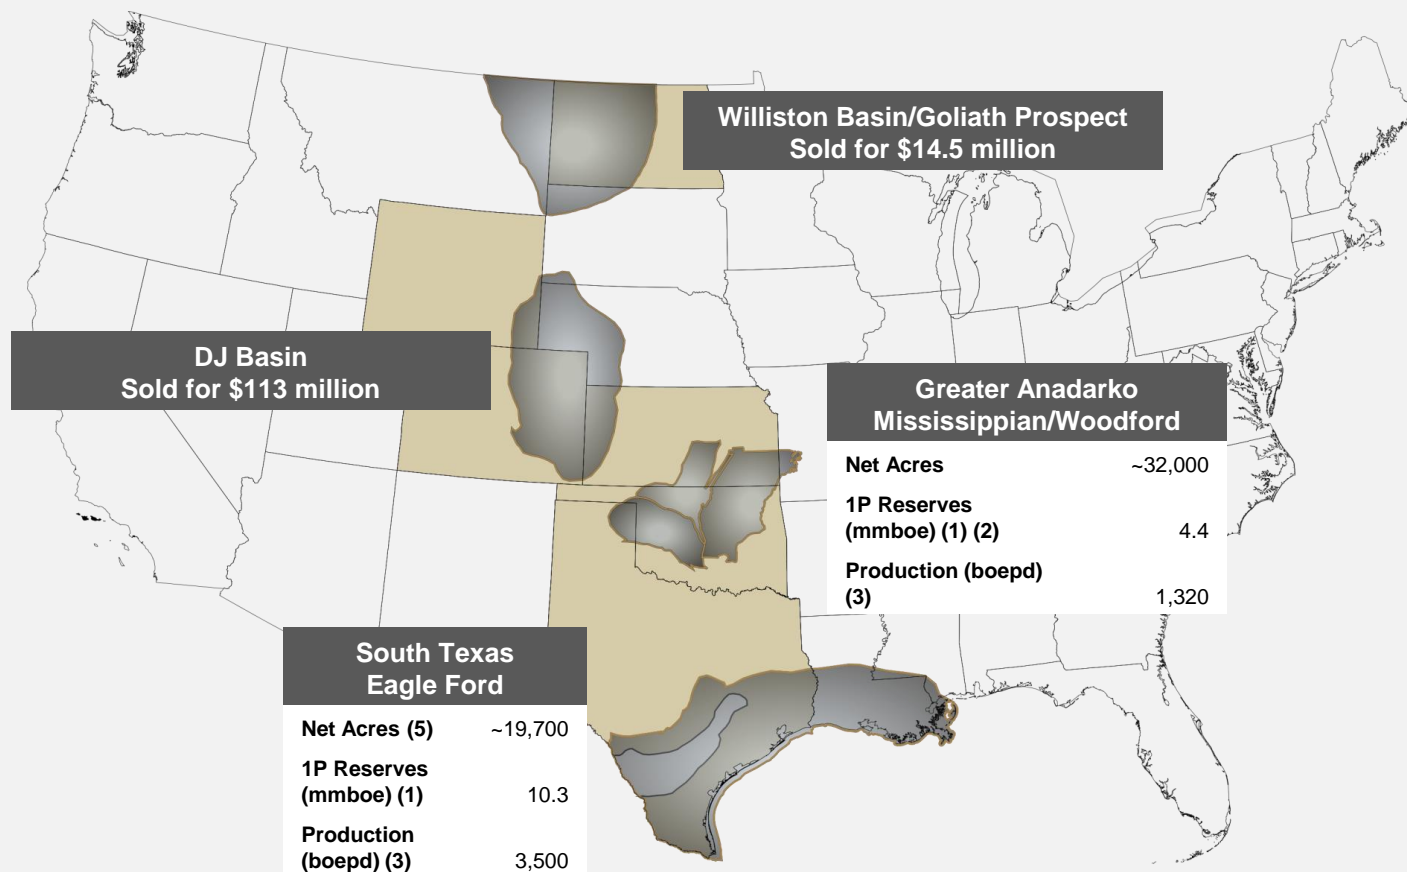 Williston Basin/Goliath Prospect
Sold for $14.5 million
DJ Basin
Sold for $113 million
Greater Anadarko
Mississippian/Woodford
Net Acres ~32,000
1P Reserves
(mmboe) (1) (2) 4.4
Production (boepd)
(3) 1,320
South Texas
Eagle Ford
Net Acres (5) ~19,700
1P Reserves
(mmboe) (1) 10.3
Production
(boepd) (3) 3,500